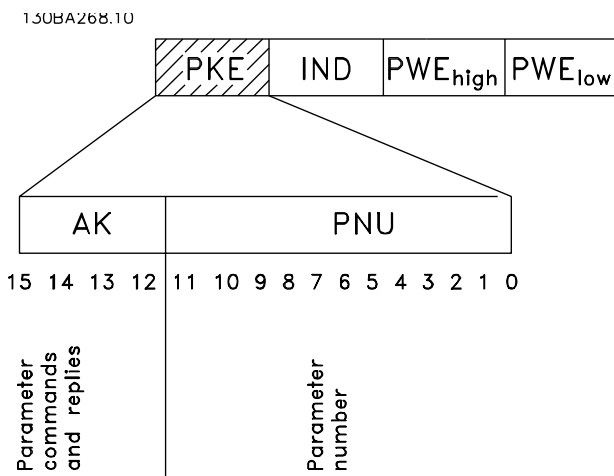 130BA268.10
PKE IND PWEhigh PWElow
AK PNU
15 14 13 12 11 10 9 8 7 6 5 4 3 2 1 0
Parameter
commands
and replies
Parameter
number